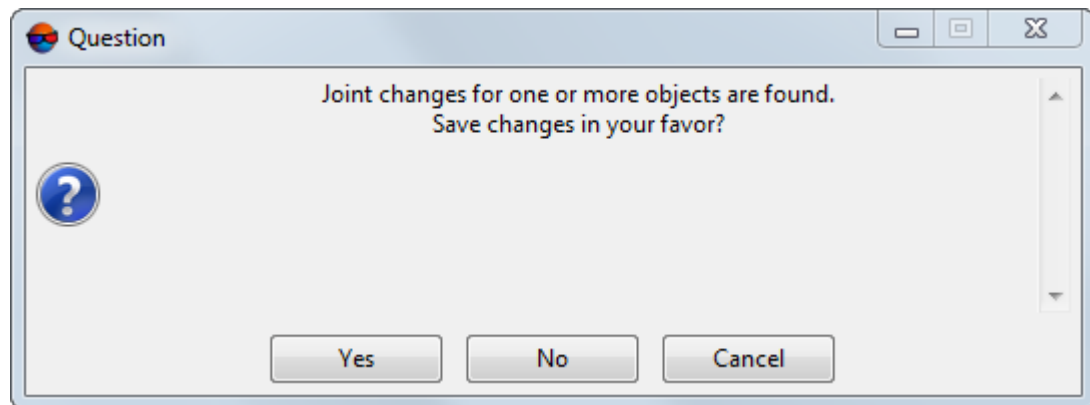 Question
Joint changes for one or more objects are found.
Save changes in your favor?
Yes No Cancel